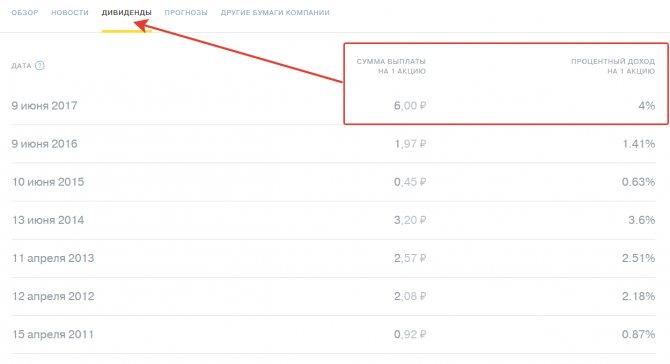 ОБЗОР НОВОСТИ ДИВИДЕНДЫ ПРОГНОЗЫ ДРУГИЕ БУМАГИ КОМПАНИИ
ДАТА ? СУММА ВЫПЛАТЫ ПРОЦЕНТНЫЙ ДОХОД
НА 1 АКЦИЮ НА 1 АКЦИЮ
9 июня 2017 6,00 ₽ 4%
9 июня 2016 1,97 ₽ 1.41%
10 июня 2015 0,45 ₽ 0.63%
13 июня 2014 3,20 ₽ 3.6%
11 апреля 2013 2,57 ₽ 2.51%
12 апреля 2012 2,08 ₽ 2.18%
15 апреля 2011 0,92 ₽ 0.87%